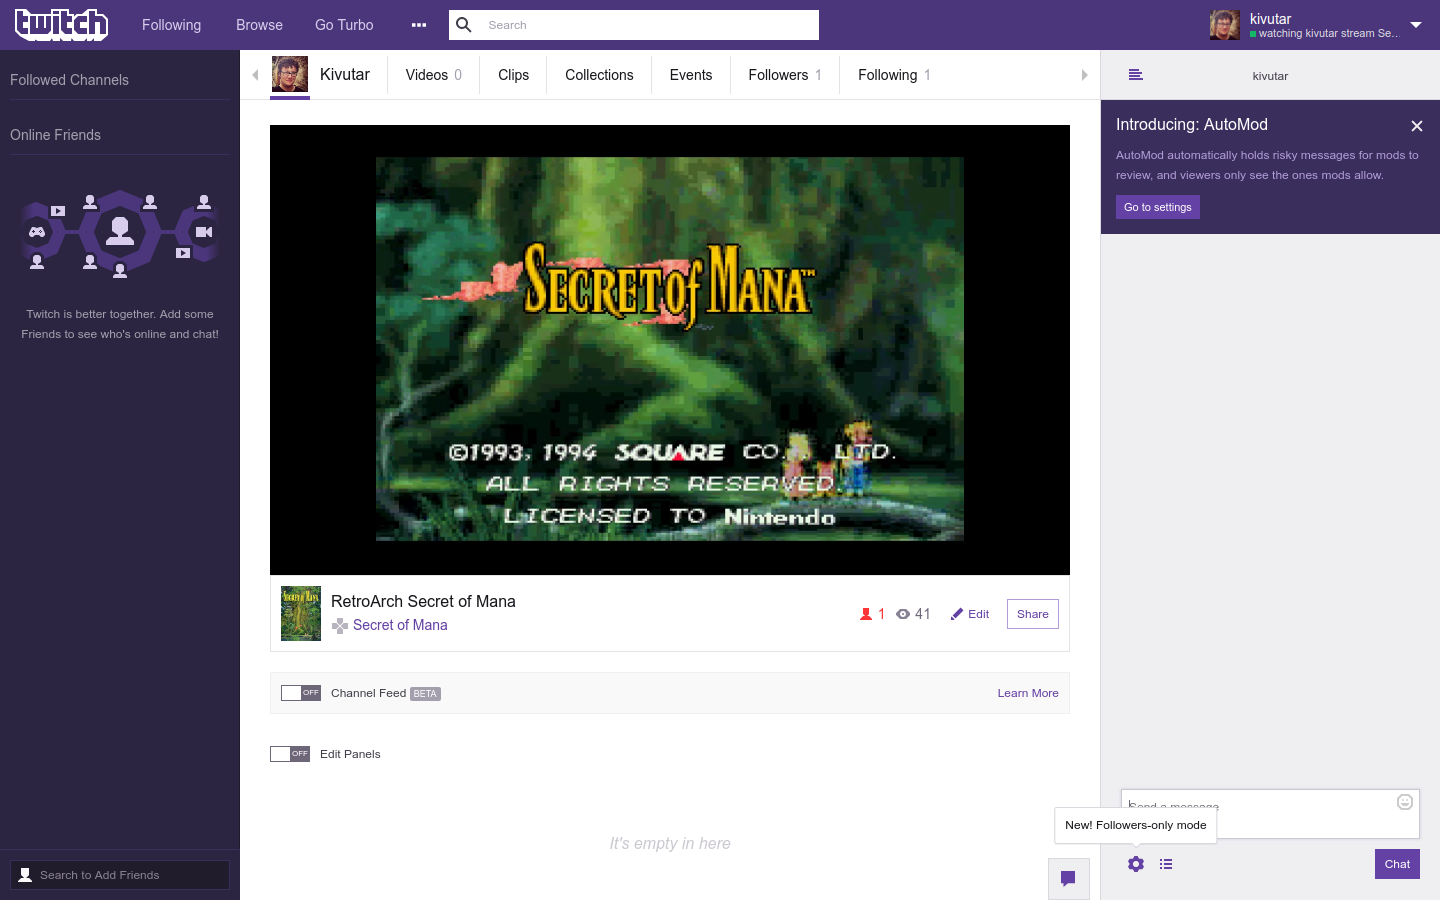 twitch
Following
Browse
Go Turbo
Search
kivutar
watching kivutar stream Se...
Followed Channels
Online Friends
Twitch is better together. Add some
Friends to see who's online and chat!
Search to Add Friends
Kivutar
Videos 0
Clips
Collections
Events
Followers 1
Following 1
SECRET of MANA™
©1993, 1994 SQUARE CO., LTD.
ALL RIGHTS RESERVED.
LICENSED TO Nintendo
SECRET OF MANA
RetroArch Secret of Mana
Secret of Mana
1
41
Edit
Share
OFF
Channel Feed BETA
Learn More
OFF
Edit Panels
It's empty in here
kivutar
Introducing: AutoMod
AutoMod automatically holds risky messages for mods to
review, and viewers only see the ones mods allow.
Go to settings
Send a message
New! Followers-only mode
Chat